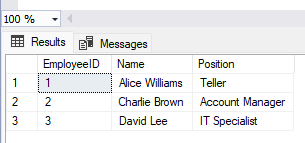 100 %
Results Messages
EmployeeID Name Position
1 1 Alice Williams Teller
2 2 Charlie Brown Account Manager
3 3 David Lee IT Specialist